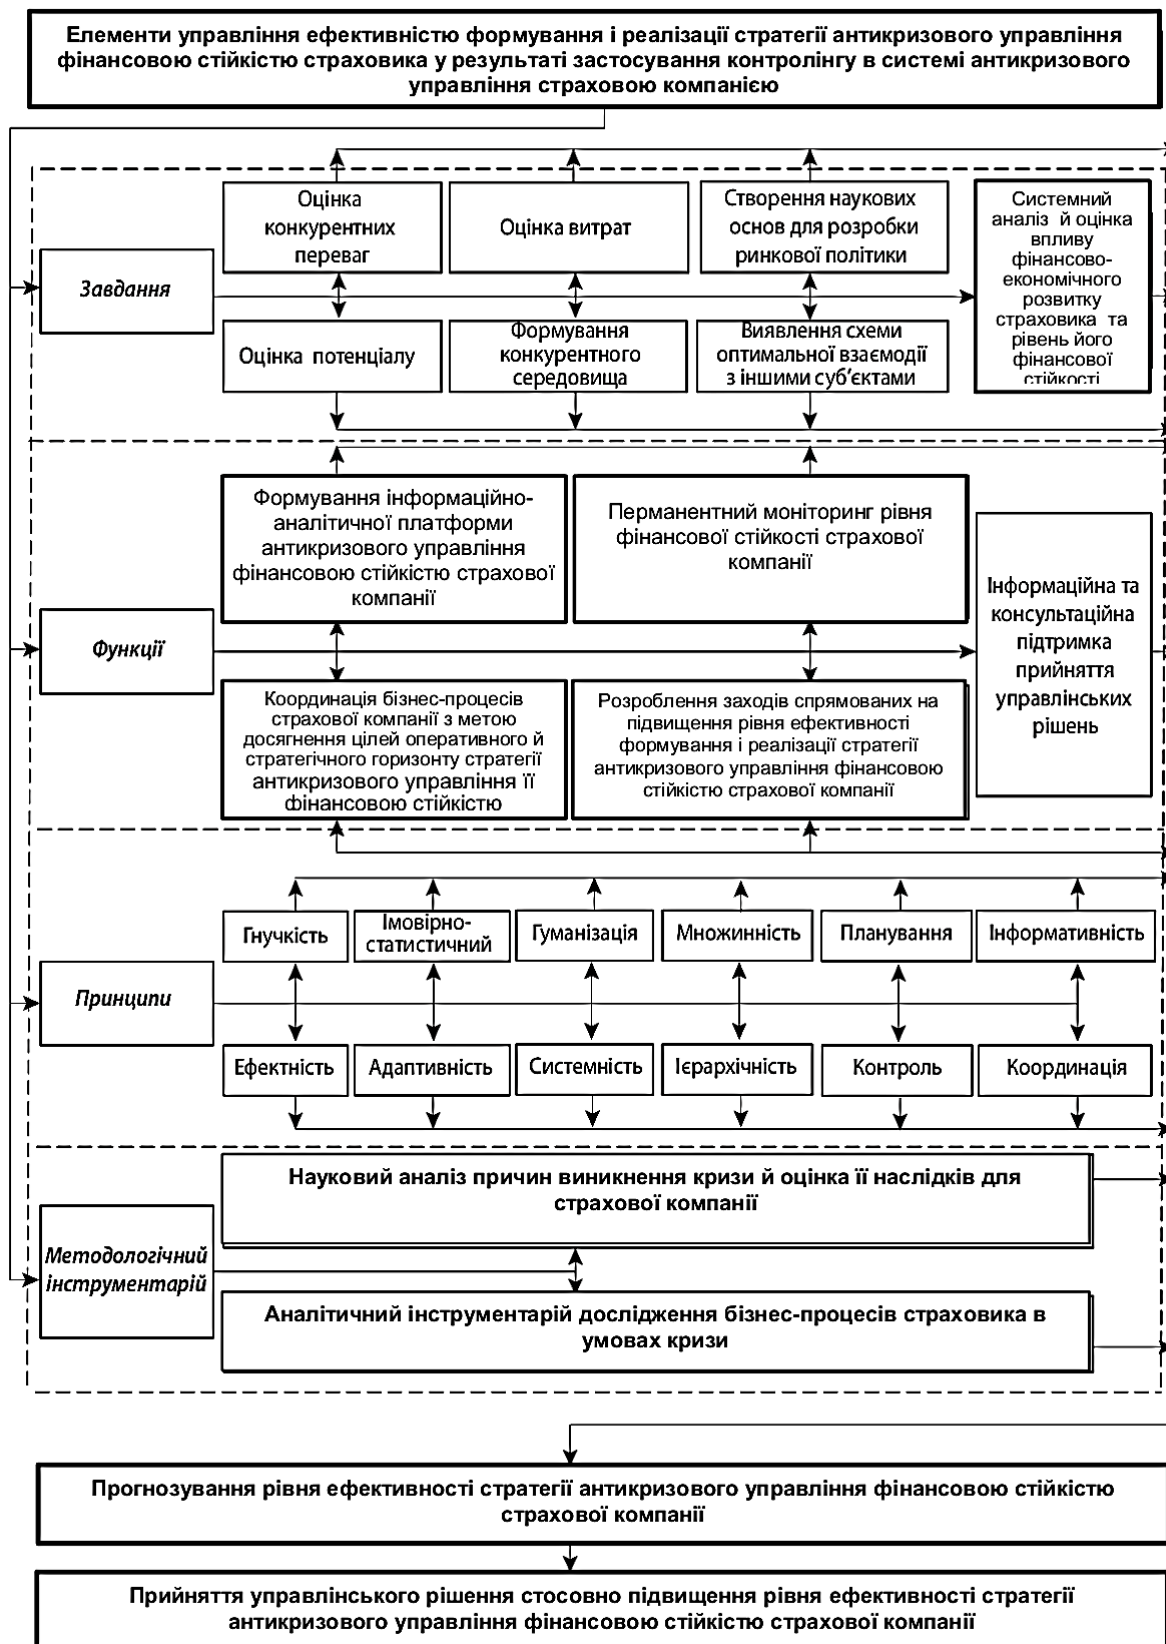 Елементи управління ефективністю формування і реалізації стратегії антикризового управління
фінансовою стійкістю страховика у результаті застосування контролінгу в системі антикризового
управління страховою компанією
Завдання
Оцінка
конкурентних
переваг
Оцінка витрат
Створення наукових
основ для розробки
ринкової політики
Системний
аналіз й оцінка
впливу
фінансово-
економічного
розвитку
страховика та
рівень його
фінансової
стійкості
Оцінка потенціалу
Формування
конкурентного
середовища
Виявлення схеми
оптимальної взаємодії
з іншими суб’єктами
Функції
Формування інформаційно-
аналітичної платформи
антикризового управління
фінансовою стійкістю страхової
компанії
Перманентний моніторинг рівня
фінансової стійкості страхової
компанії
Інформаційна та
консультаційна
підтримка
прийняття
управлінських
рішень
Координація бізнес-процесів
страхової компанії з метою
досягнення цілей оперативного й
стратегічного горизонту стратегії
антикризового управління її
фінансовою стійкістю
Розроблення заходів спрямованих на
підвищення рівня ефективності
формування і реалізації стратегії
антикризового управління фінансовою
стійкістю страхової компанії
Принципи
Гнучкість
Імовірно-
статистичний
Гуманізація
Множинність
Планування
Інформативність
Ефектність
Адаптивність
Системність
Ієрархічність
Контроль
Координація
Методологічний
інструментарій
Науковий аналіз причин виникнення кризи й оцінка її наслідків для
страхової компанії
Аналітичний інструментарій дослідження бізнес-процесів страховика в
умовах кризи
Прогнозування рівня ефективності стратегії антикризового управління фінансовою стійкістю
страхової компанії
Прийняття управлінського рішення стосовно підвищення рівня ефективності стратегії
антикризового управління фінансовою стійкістю страхової компанії